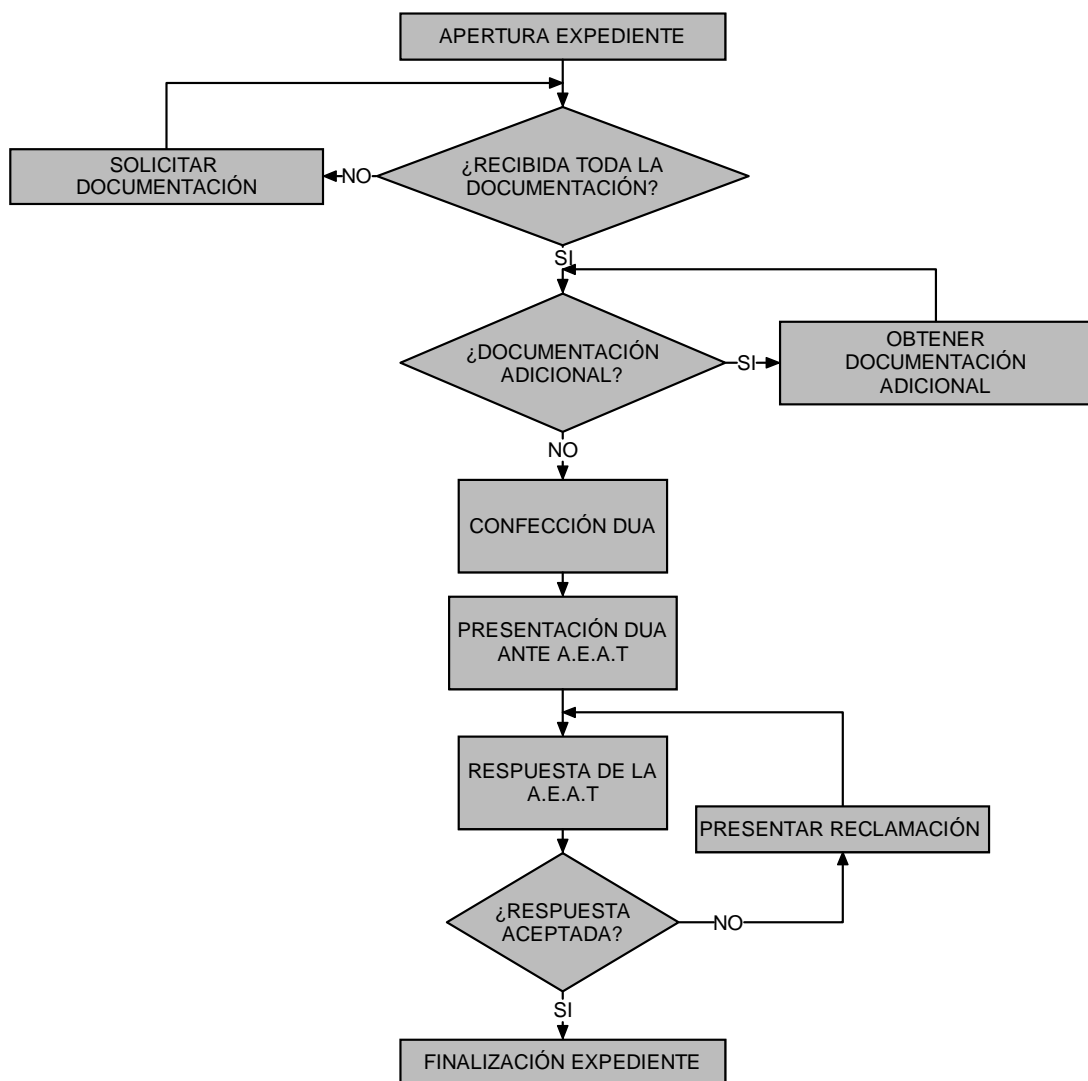 APERTURA EXPEDIENTE
SOLICITAR
DOCUMENTACIÓN
NO
¿RECIBIDA TODA LA
DOCUMENTACIÓN?
SI
¿DOCUMENTACIÓN
ADICIONAL?
SI
OBTENER
DOCUMENTACIÓN
ADICIONAL
NO
CONFECCIÓN DUA
PRESENTACIÓN DUA
ANTE A.E.A.T
RESPUESTA DE LA
A.E.A.T
PRESENTAR RECLAMACIÓN
¿RESPUESTA
ACEPTADA?
NO
SI
FINALIZACIÓN EXPEDIENTE